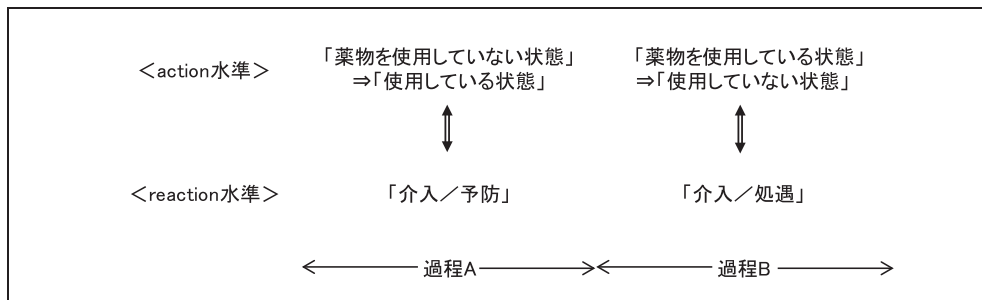 <action水準>
「薬物を使用していない状態」
⇒「使用している状態」
「薬物を使用している状態」
⇒「使用していない状態」
<reaction水準>
「介入/予防」
「介入/処遇」
過程A
過程B